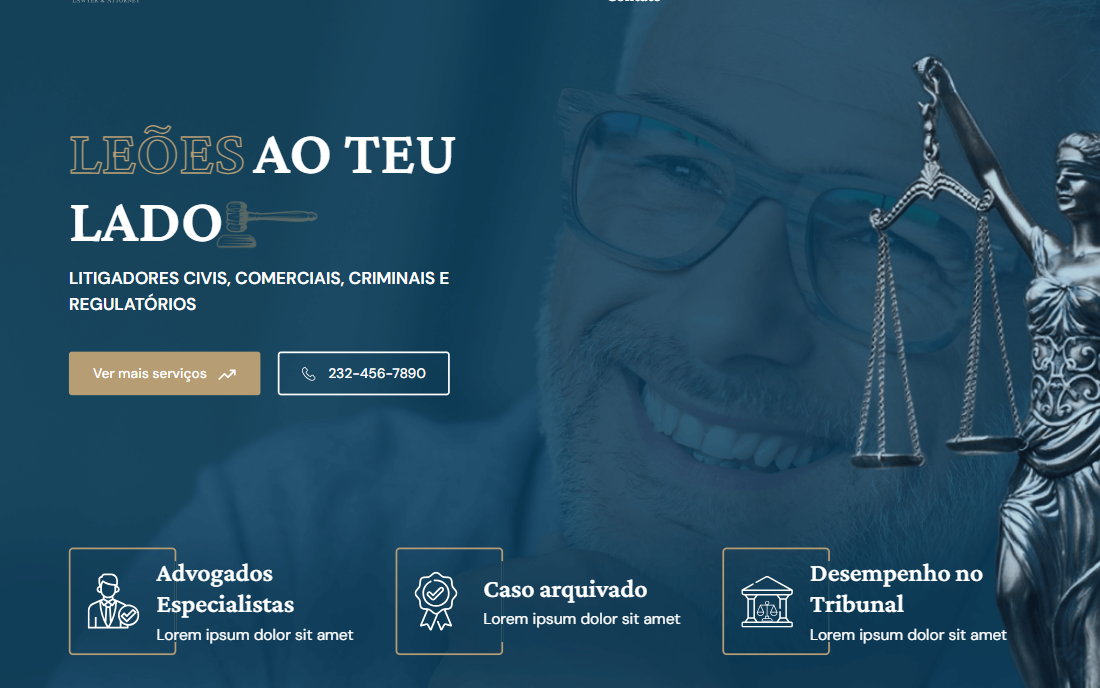 LAWYER & ATTORNEY
LEÕES AO TEU
LADO
LITIGADORES CIVIS, COMERCIAIS, CRIMINAIS E
REGULATÓRIOS
Ver mais serviços
232-456-7890
Advogados
Especialistas
Lorem ipsum dolor sit amet
Caso arquivado
Lorem ipsum dolor sit amet
Desempenho no
Tribunal
Lorem ipsum dolor sit amet